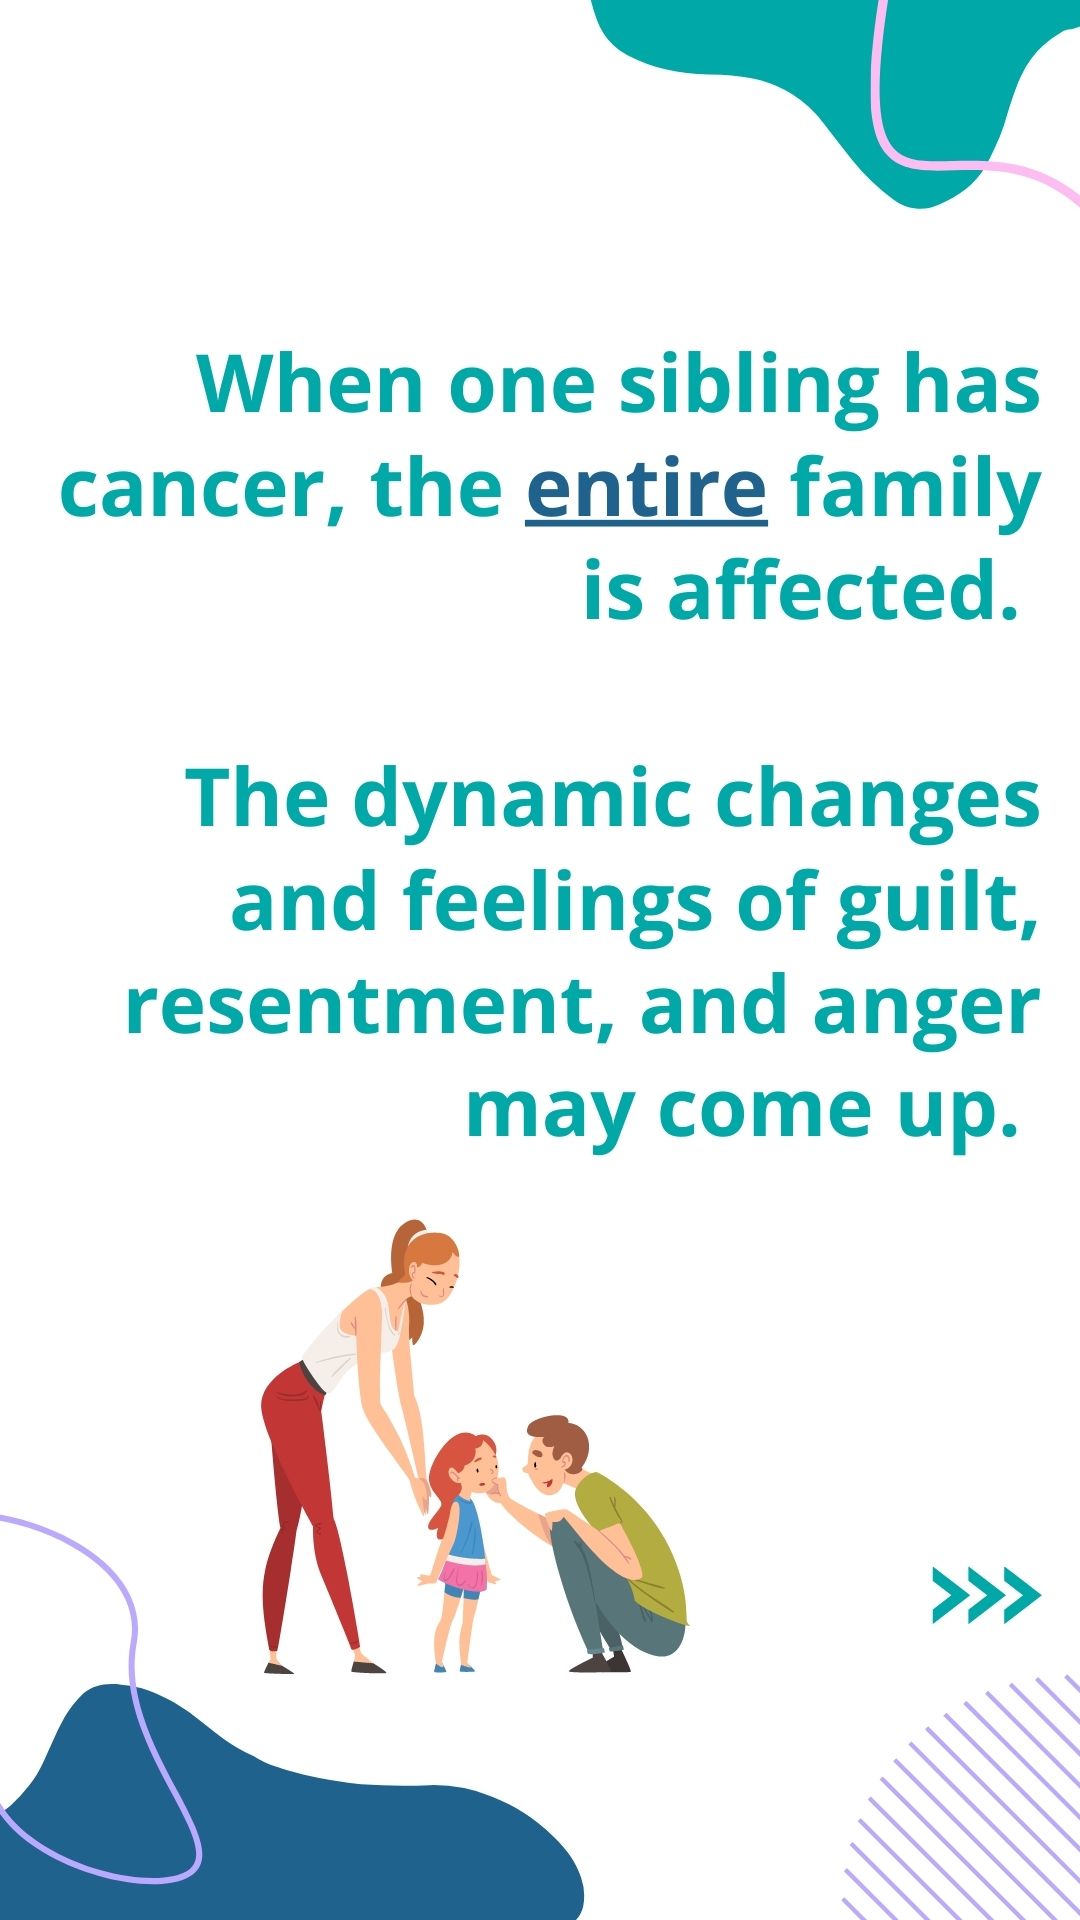 When one sibling has
cancer, the entire family
is affected.
The dynamic changes
and feelings of guilt,
resentment, and anger
may come up.